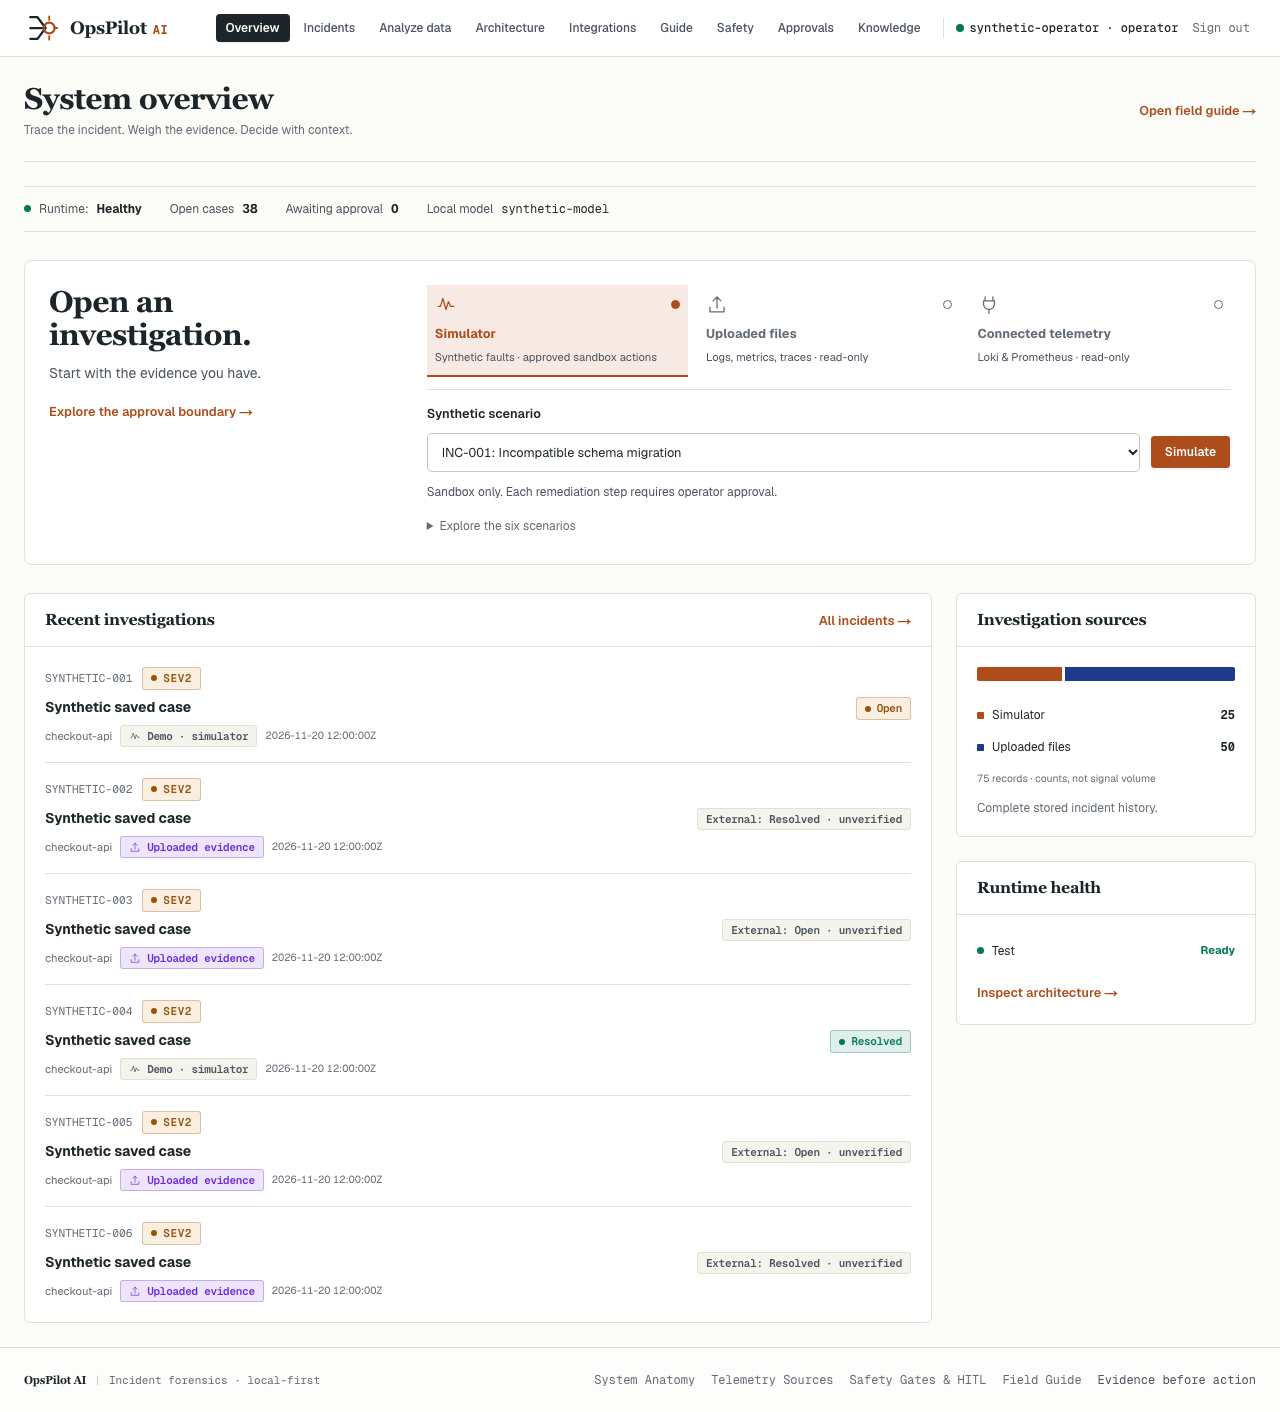 OpsPilot AI
Overview Incidents Analyze data Architecture Integrations Guide Safety Approvals Knowledge synthetic-operator · operator Sign out
System overview
Trace the incident. Weigh the evidence. Decide with context.
Open field guide →
Runtime: Healthy Open cases 38 Awaiting approval 0 Local model synthetic-model
Open an
investigation.
Start with the evidence you have.
Explore the approval boundary →
Simulator
Synthetic faults · approved sandbox actions
Uploaded files
Logs, metrics, traces · read-only
Connected telemetry
Loki & Prometheus · read-only
Synthetic scenario
INC-001: Incompatible schema migration
Simulate
Sandbox only. Each remediation step requires operator approval.
▶ Explore the six scenarios
Recent investigations
All incidents →
SYNTHETIC-001 SEV2
Synthetic saved case
Open
checkout-api Demo · simulator 2026-11-20 12:00:00Z
SYNTHETIC-002 SEV2
Synthetic saved case
External: Resolved · unverified
checkout-api Uploaded evidence 2026-11-20 12:00:00Z
SYNTHETIC-003 SEV2
Synthetic saved case
External: Open · unverified
checkout-api Uploaded evidence 2026-11-20 12:00:00Z
SYNTHETIC-004 SEV2
Synthetic saved case
Resolved
checkout-api Demo · simulator 2026-11-20 12:00:00Z
SYNTHETIC-005 SEV2
Synthetic saved case
External: Open · unverified
checkout-api Uploaded evidence 2026-11-20 12:00:00Z
SYNTHETIC-006 SEV2
Synthetic saved case
External: Resolved · unverified
checkout-api Uploaded evidence 2026-11-20 12:00:00Z
Investigation sources
Simulator 25
Uploaded files 50
75 records · counts, not signal volume
Complete stored incident history.
Runtime health
Test Ready
Inspect architecture →
OpsPilot AI Incident forensics · local-first
System Anatomy Telemetry Sources Safety Gates & HITL Field Guide Evidence before action